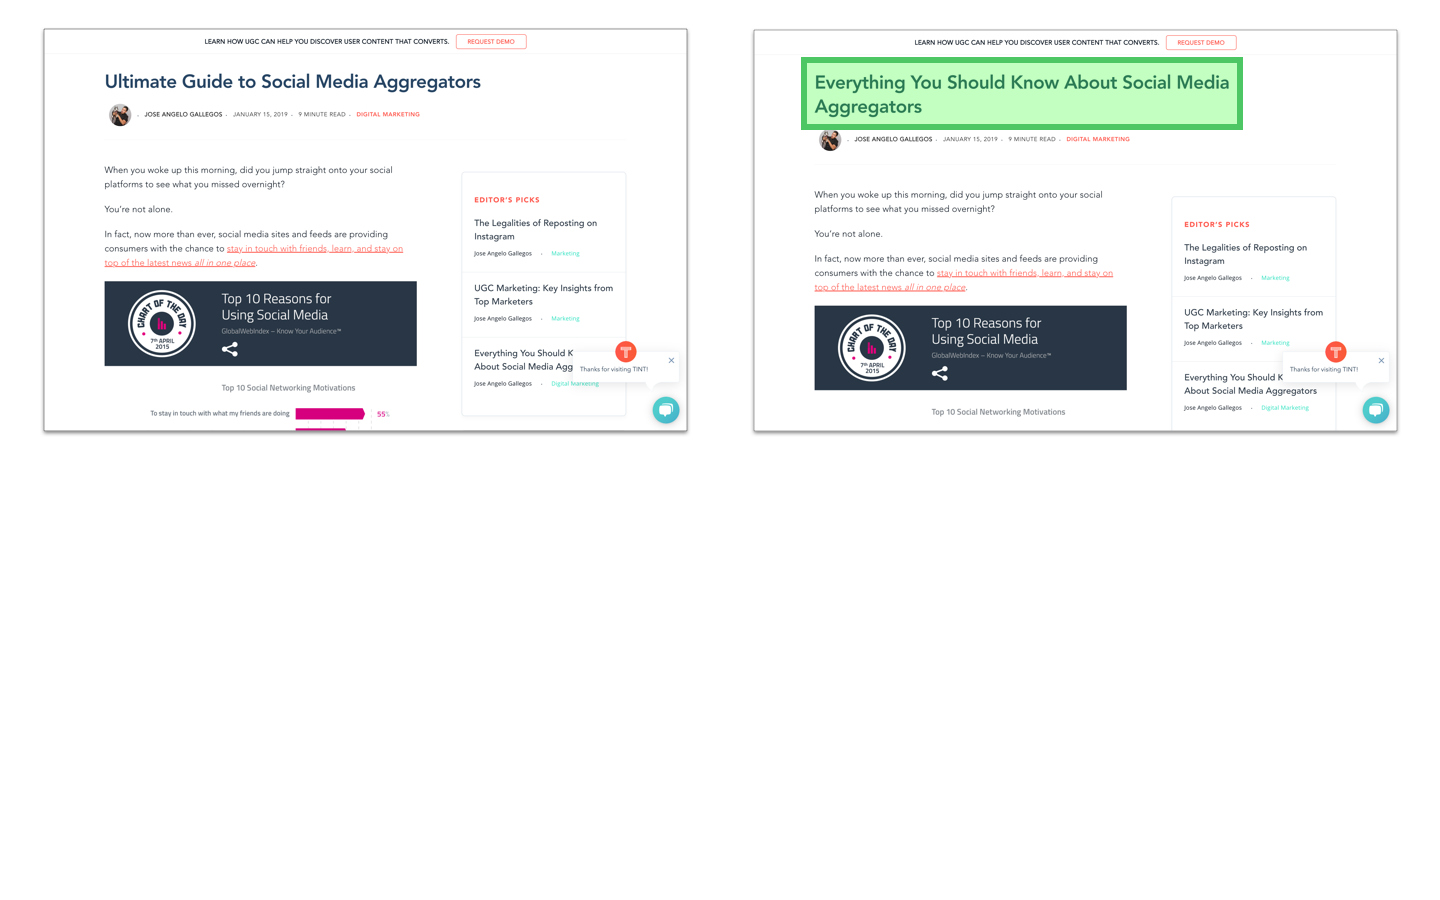 LEARN HOW UGC CAN HELP YOU DISCOVER USER CONTENT THAT CONVERTS. REQUEST DEMO
Ultimate Guide to Social Media Aggregators
JOSE ANGELO GALLEGOS - JANUARY 15, 2019 - 9 MINUTE READ - DIGITAL MARKETING
When you woke up this morning, did you jump straight onto your social
platforms to see what you missed overnight?
You're not alone.
In fact, now more than ever, social media sites and feeds are providing
consumers with the chance to stay in touch with friends, learn, and stay on
top of the latest news all in one place.
CHART OF THE DAY
7th APRIL
2015
Top 10 Reasons for
Using Social Media
GlobalWebIndex – Know Your Audience™
Top 10 Social Networking Motivations
To stay in touch with what my friends are doing 55%
EDITOR'S PICKS
The Legalities of Reposting on
Instagram
Jose Angelo Gallegos - Marketing
UGC Marketing: Key Insights from
Top Marketers
Jose Angelo Gallegos - Marketing
Everything You Should K
About Social Media Agg
Jose Angelo Gallegos - Digital Marketing
T
Thanks for visiting TINT!
LEARN HOW UGC CAN HELP YOU DISCOVER USER CONTENT THAT CONVERTS. REQUEST DEMO
Everything You Should Know About Social Media
Aggregators
JOSE ANGELO GALLEGOS - JANUARY 15, 2019 - 9 MINUTE READ - DIGITAL MARKETING
When you woke up this morning, did you jump straight onto your social
platforms to see what you missed overnight?
You're not alone.
In fact, now more than ever, social media sites and feeds are providing
consumers with the chance to stay in touch with friends, learn, and stay on
top of the latest news all in one place.
CHART OF THE DAY
7th APRIL
2015
Top 10 Reasons for
Using Social Media
GlobalWebIndex – Know Your Audience™
Top 10 Social Networking Motivations
EDITOR'S PICKS
The Legalities of Reposting on
Instagram
Jose Angelo Gallegos - Marketing
UGC Marketing: Key Insights from
Top Marketers
Jose Angelo Gallegos - Marketing
Everything You Should K
About Social Media Aggregators
Jose Angelo Gallegos - Digital Marketing
T
Thanks for visiting TINT!